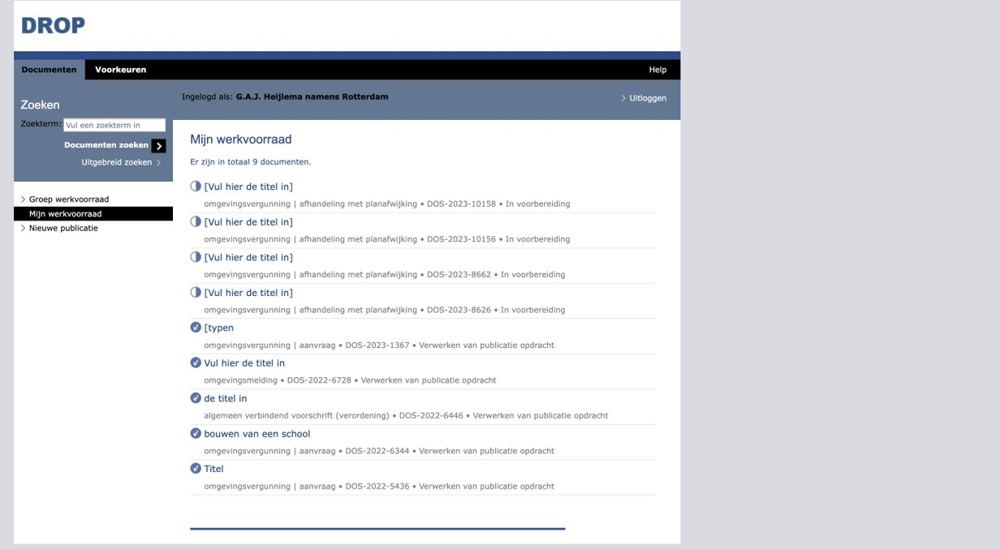 DROP
Documenten Voorkeuren Help
Zoeken
Ingelogd als: G.A.J. Heijlema namens Rotterdam
Uitloggen
Zoekterm: Vul een zoekterm in
Documenten zoeken
Uitgebreid zoeken
Groep werkvoorraad
Mijn werkvoorraad
Nieuwe publicatie
Mijn werkvoorraad
Er zijn in totaal 9 documenten.
[Vul hier de titel in]
omgevingsvergunning | afhandeling met planafwijking • DOS-2023-10158 • In voorbereiding
[Vul hier de titel in]
omgevingsvergunning | afhandeling met planafwijking • DOS-2023-10156 • In voorbereiding
[Vul hier de titel in]
omgevingsvergunning | afhandeling met planafwijking • DOS-2023-8662 • In voorbereiding
[Vul hier de titel in]
omgevingsvergunning | afhandeling met planafwijking • DOS-2023-8626 • In voorbereiding
[typen
omgevingsvergunning | aanvraag • DOS-2023-1367 • Verwerken van publicatie opdracht
Vul hier de titel in
omgevingsmelding • DOS-2022-6728 • Verwerken van publicatie opdracht
de titel in
algemeen verbindend voorschrift (verordening) • DOS-2022-6446 • Verwerken van publicatie opdracht
bouwen van een school
omgevingsvergunning | aanvraag • DOS-2022-6344 • Verwerken van publicatie opdracht
Titel
omgevingsvergunning | aanvraag • DOS-2022-5436 • Verwerken van publicatie opdracht